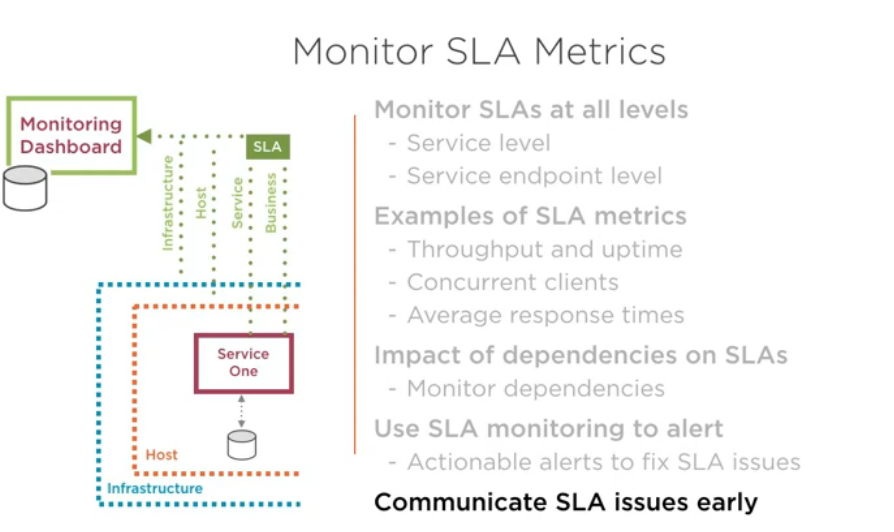 Monitor SLA Metrics
Monitoring
Dashboard
SLA
Infrastructure
Host
Service
Business
Service
One
Host
Infrastructure
Monitor SLAs at all levels
- Service level
- Service endpoint level
Examples of SLA metrics
- Throughput and uptime
- Concurrent clients
- Average response times
Impact of dependencies on SLAs
- Monitor dependencies
Use SLA monitoring to alert
- Actionable alerts to fix SLA issues
Communicate SLA issues early